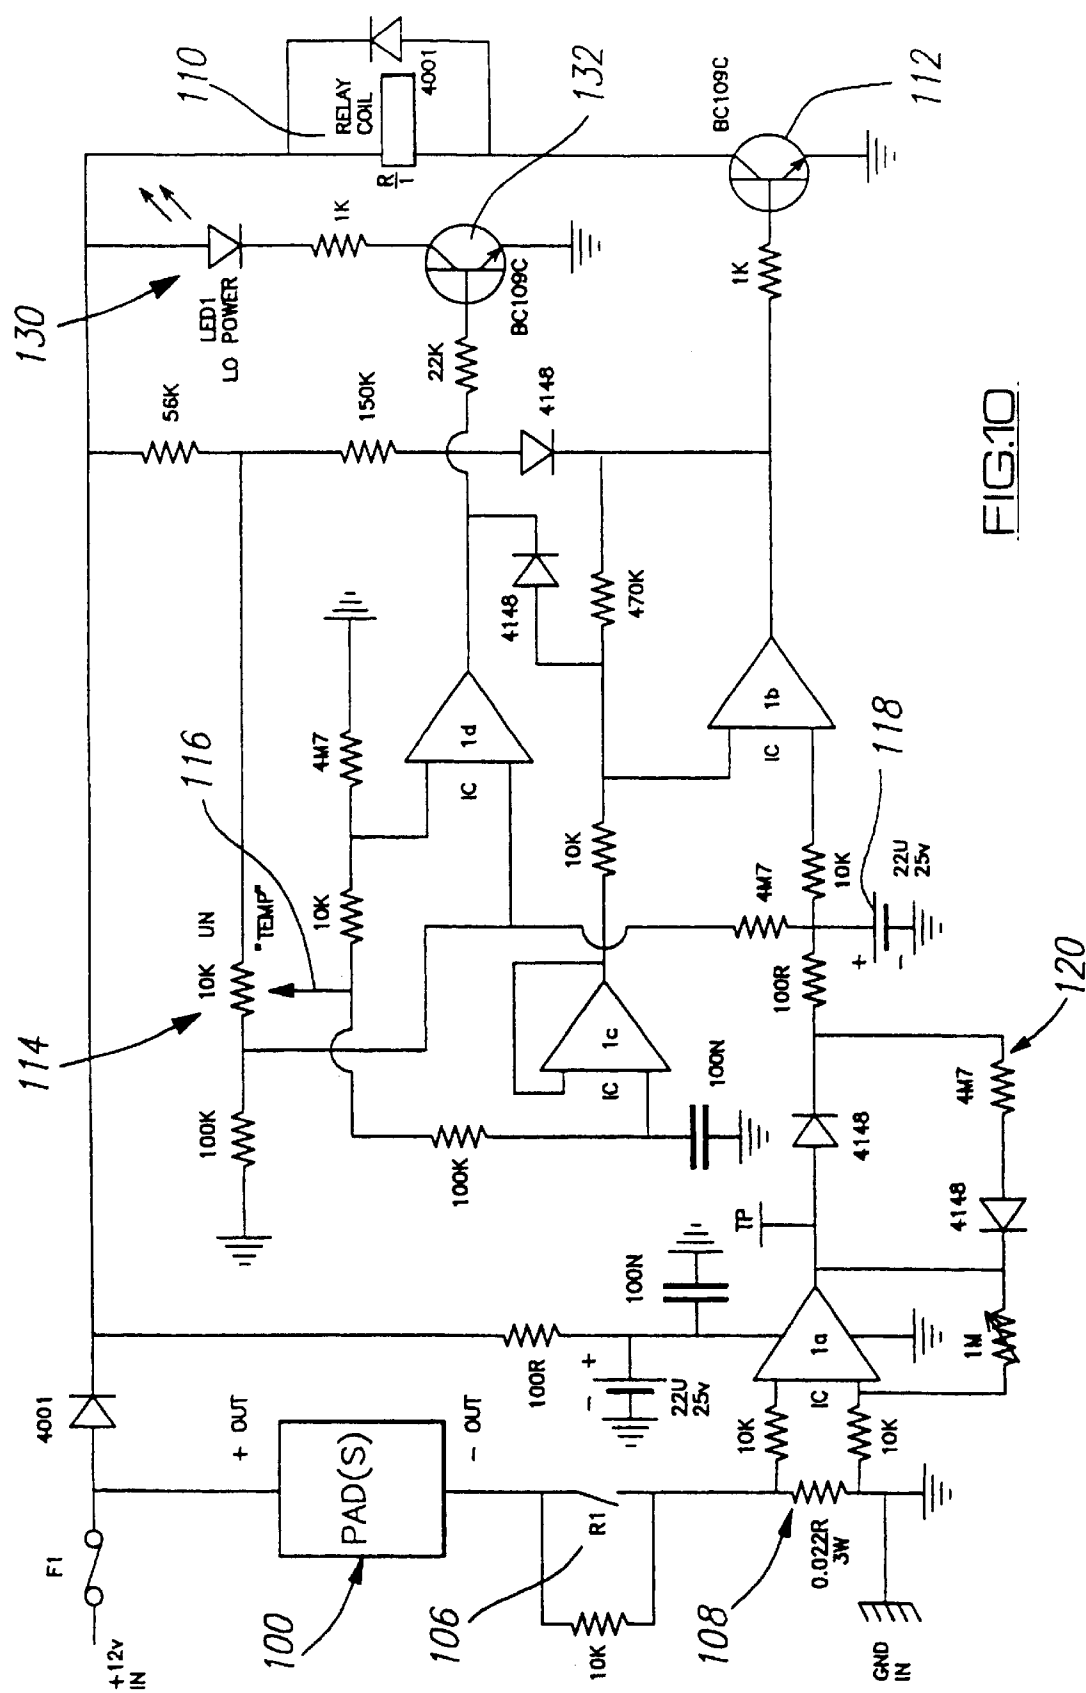 110
RELAY
COIL
R/1
4001
132
BC109C
112
130
LED1
LO POWER
1K
BC109C
22K
1K
56K
150K
4148
4148
470K
116
4M7
1d
IC
1b
IC
118
114
10K UN
"TEMP"
10K
10K
4M7
10K
22U
25v
+
-
100R
120
1c
IC
100K
100K
100N
4148
4M7
TP
4148
100N
100R
+
-
22U
25v
1a
IC
1M
4001
+ OUT
PAD(S)
- OUT
10K
10K
F1
+12v
IN
100
106
R1
10K
108
0.022R
3W
GND
IN
FIG.10